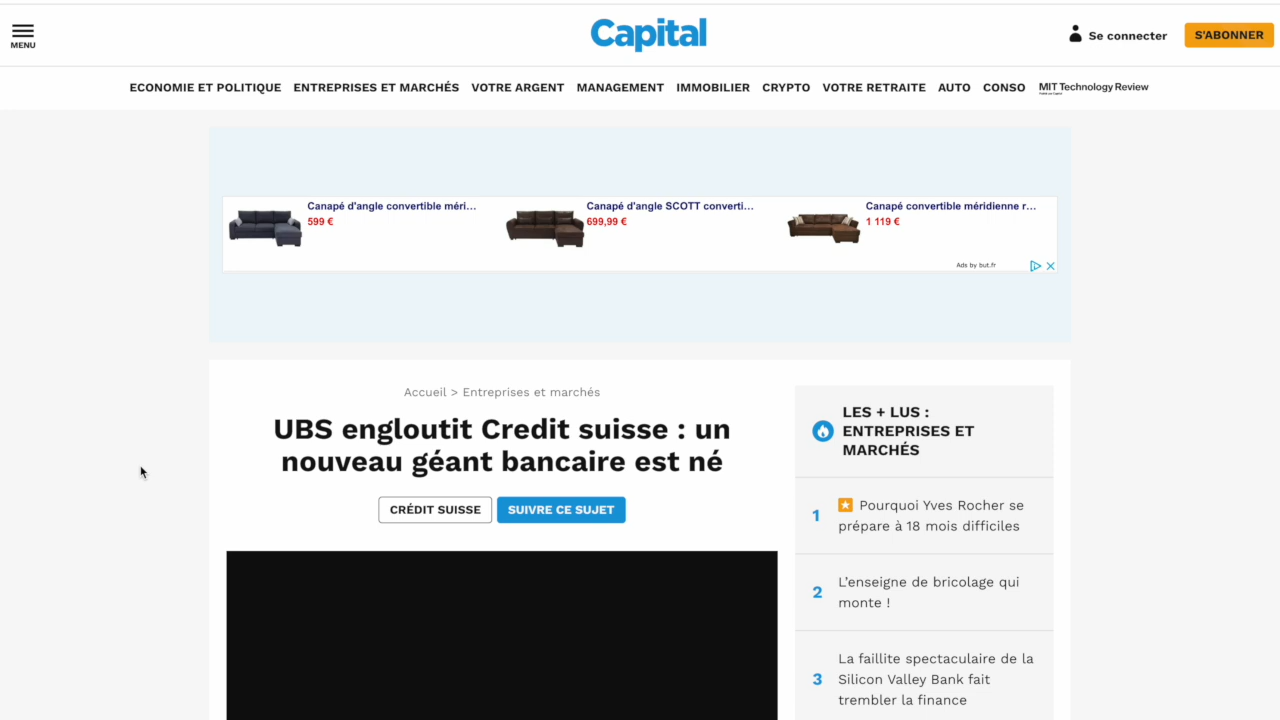 MENU
Capital
Se connecter
S'ABONNER
ECONOMIE ET POLITIQUE ENTREPRISES ET MARCHÉS VOTRE ARGENT MANAGEMENT IMMOBILIER CRYPTO VOTRE RETRAITE AUTO CONSO MIT Technology Review
Canapé d'angle convertible méri...
599 €
Canapé d'angle SCOTT converti...
699,99 €
Canapé convertible méridienne r...
1 119 €
Ads by but.fr
Accueil > Entreprises et marchés
UBS engloutit Credit suisse : un
nouveau géant bancaire est né
CRÉDIT SUISSE
SUIVRE CE SUJET
LES + LUS :
ENTREPRISES ET
MARCHÉS
1
Pourquoi Yves Rocher se
prépare à 18 mois difficiles
2
L'enseigne de bricolage qui
monte !
3
La faillite spectaculaire de la
Silicon Valley Bank fait
trembler la finance